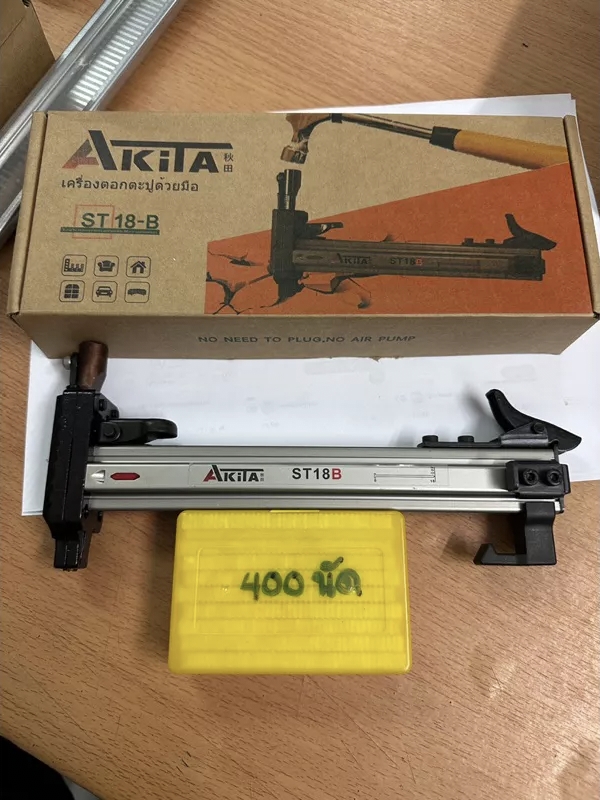 AKiTA 秋田
เครื่องตอกตะปูด้วยมือ
ST 18-B
AKiTA ST18B
NO NEED TO PLUG,NO AIR PUMP
AKiTA ST18B
400 นัด